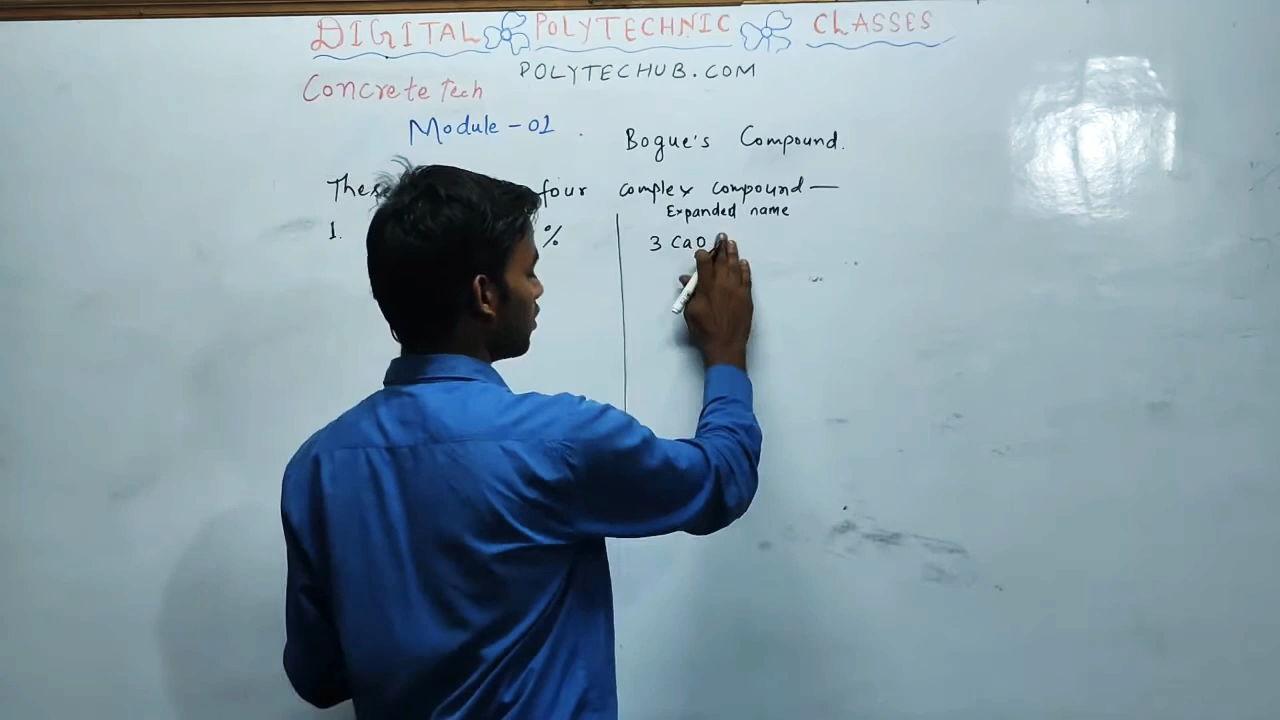 DIGITAL POLYTECHNIC CLASSES
POLYTECHUB.COM
Concrete Tech
Module - 01
Bogue's Compound.
four complex compound —
Expanded name
1. % 3 CaO